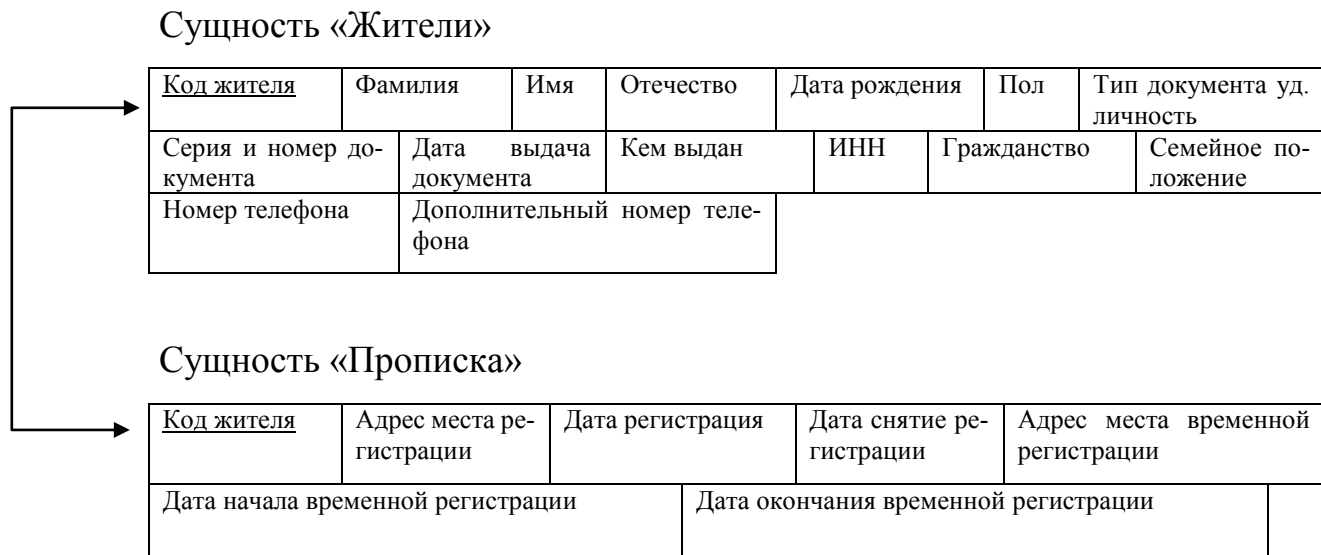 Сущность «Жители»
Код жителя Фамилия Имя Отечество Дата рождения Пол Тип документа уд.
личность
Серия и номер до- Дата выдача Кем выдан ИНН Гражданство Семейное по-
кумента документа ложение
Номер телефона Дополнительный номер теле-
фона
Сущность «Прописка»
Код жителя Адрес места ре- Дата регистрация Дата снятие ре- Адрес места временной
гистрации гистрации регистрации
Дата начала временной регистрации Дата окончания временной регистрации